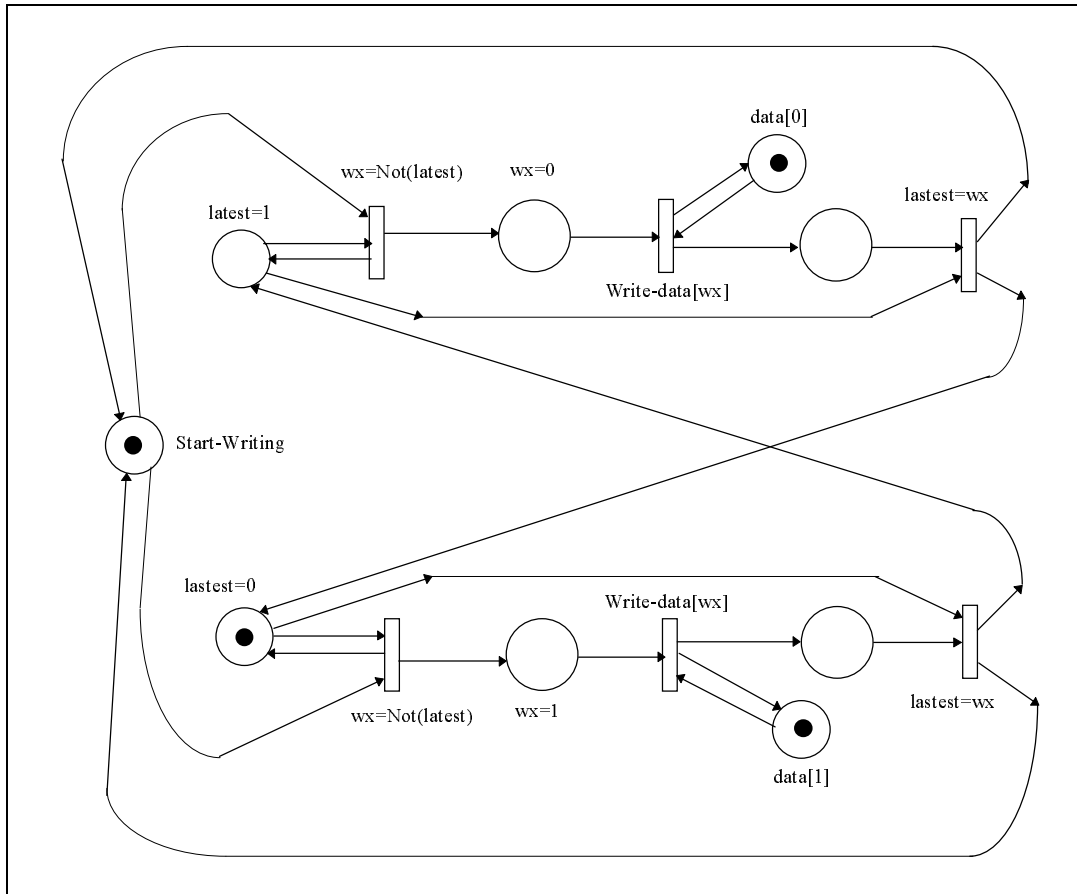 data[0]
wx=Not(latest)
wx=0
latest=1
lastest=wx
Write-data[wx]
Start-Writing
lastest=0
Write-data[wx]
wx=Not(latest)
wx=1
lastest=wx
data[1]